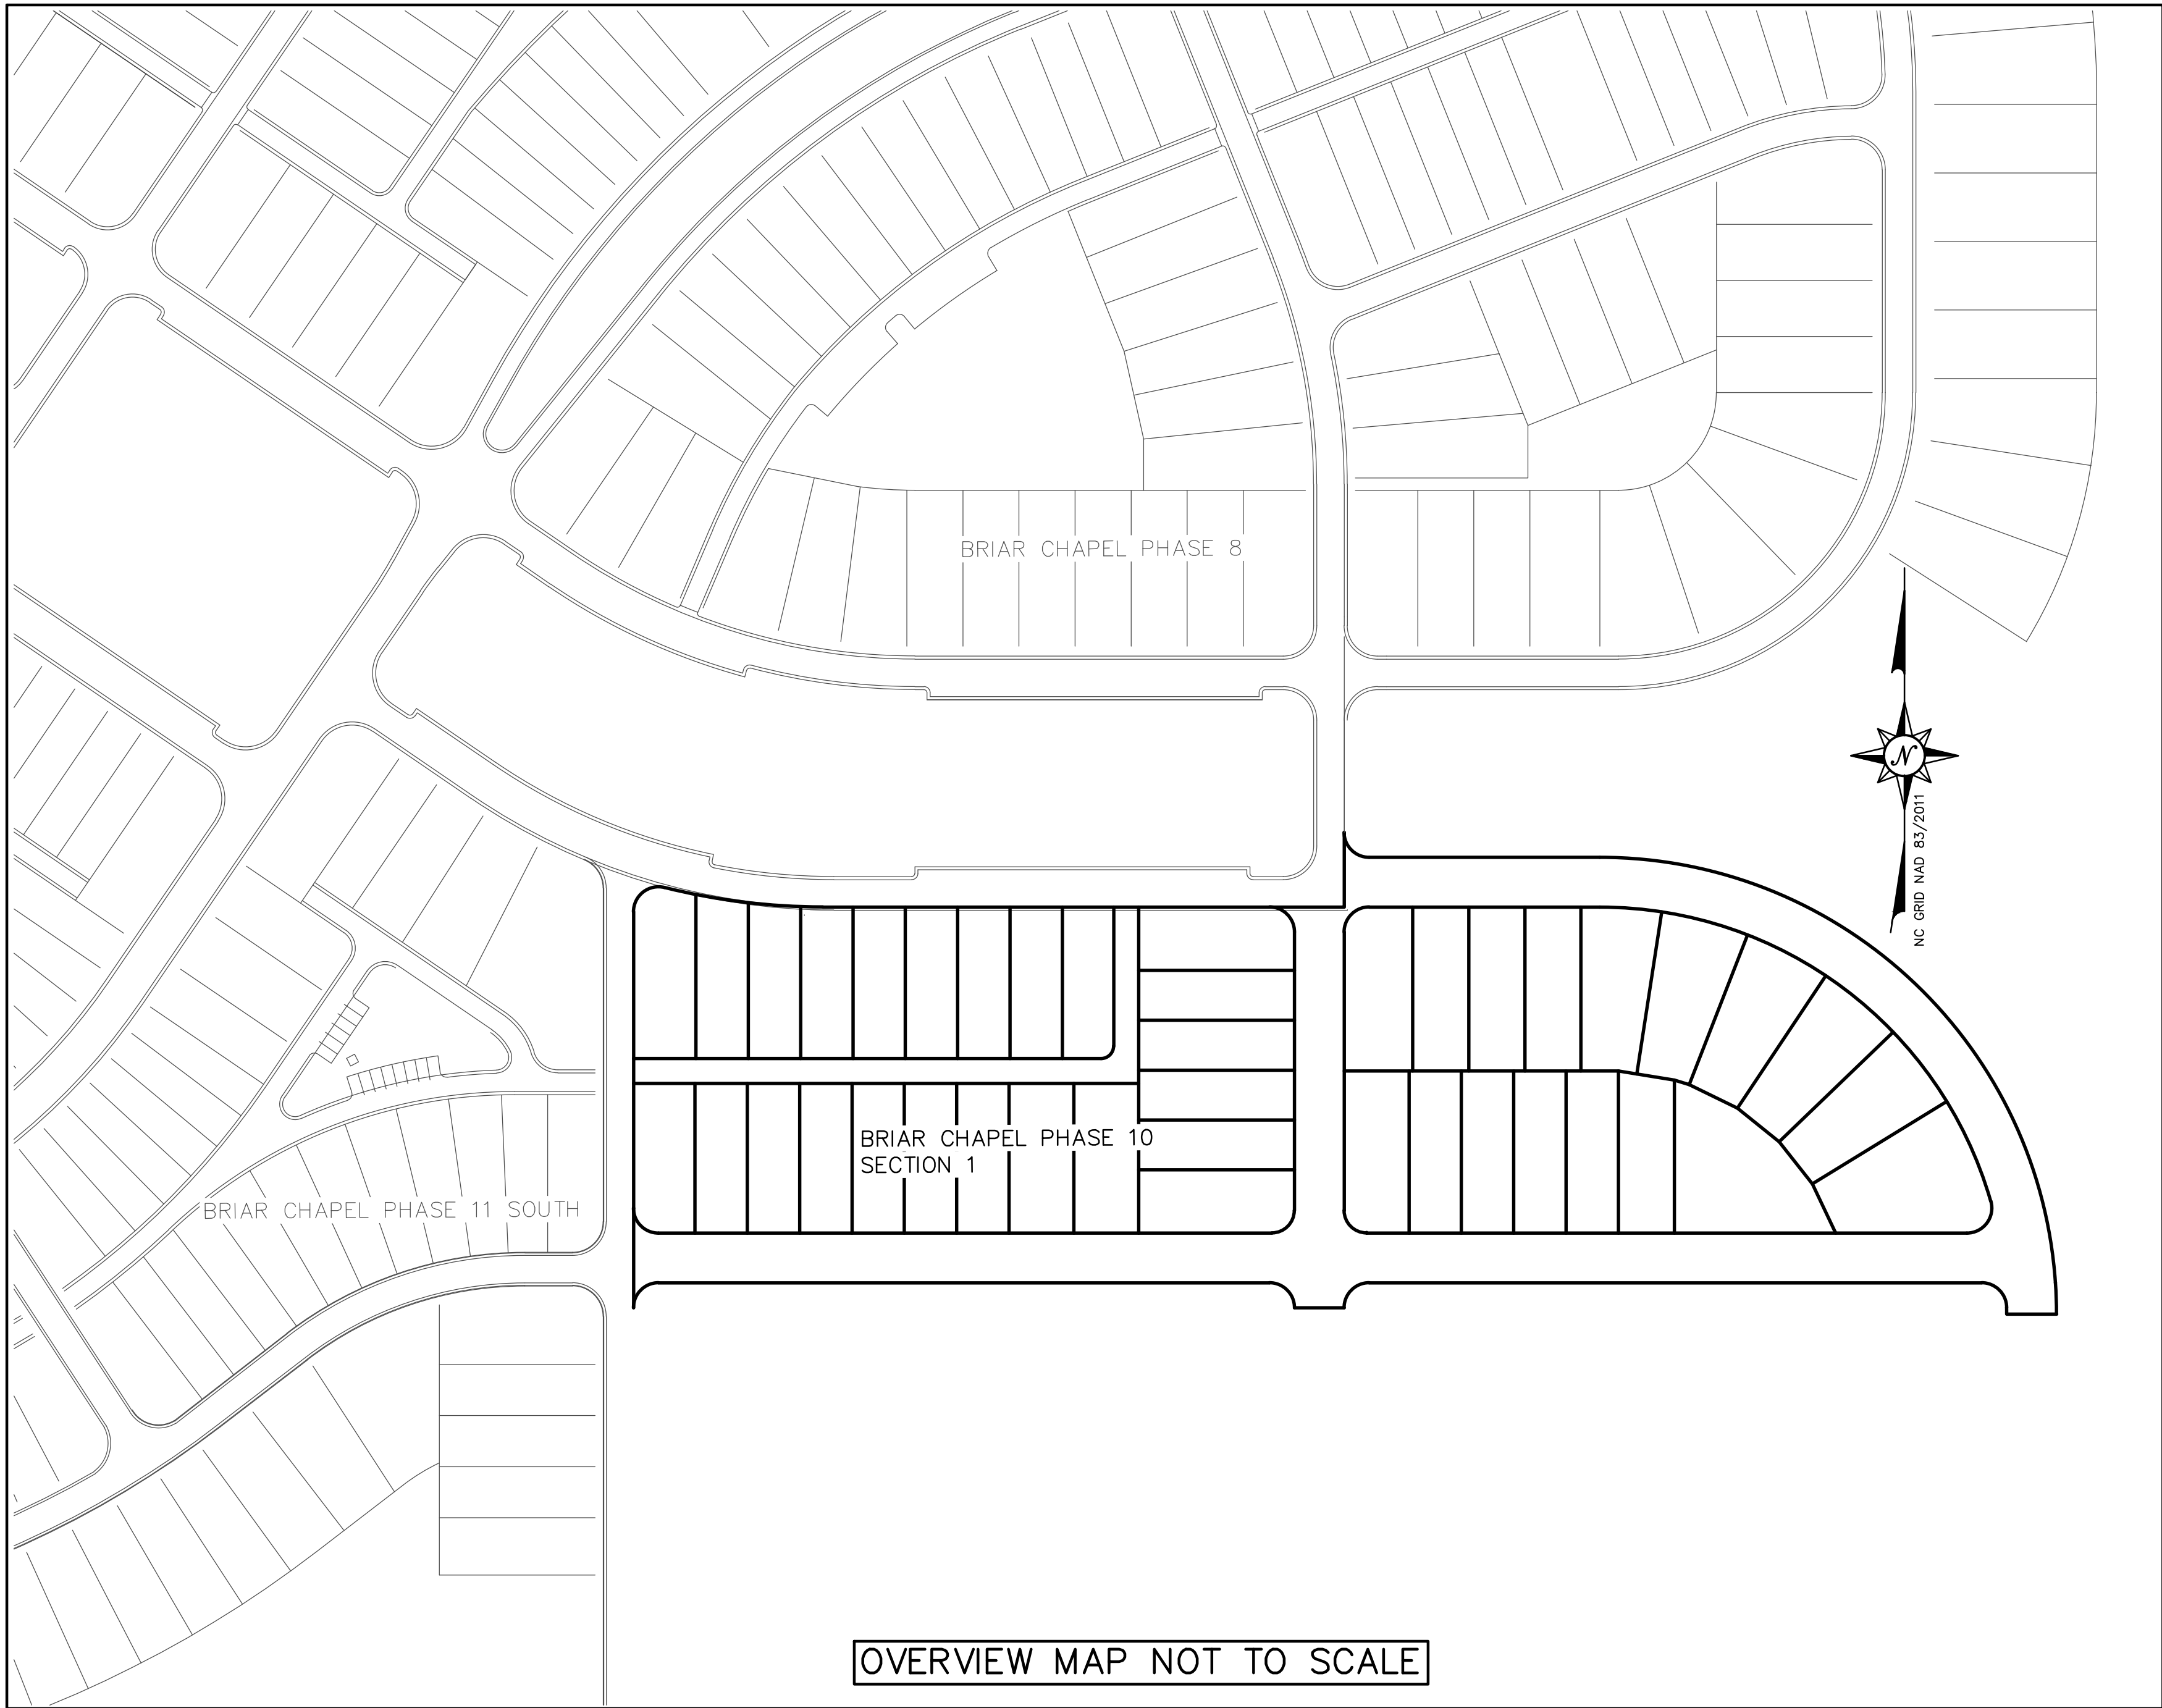 BRIAR CHAPEL PHASE 8
N
NC GRID NAD 83/2011
BRIAR CHAPEL PHASE 10
SECTION 1
BRIAR CHAPEL PHASE 11 SOUTH
OVERVIEW MAP NOT TO SCALE